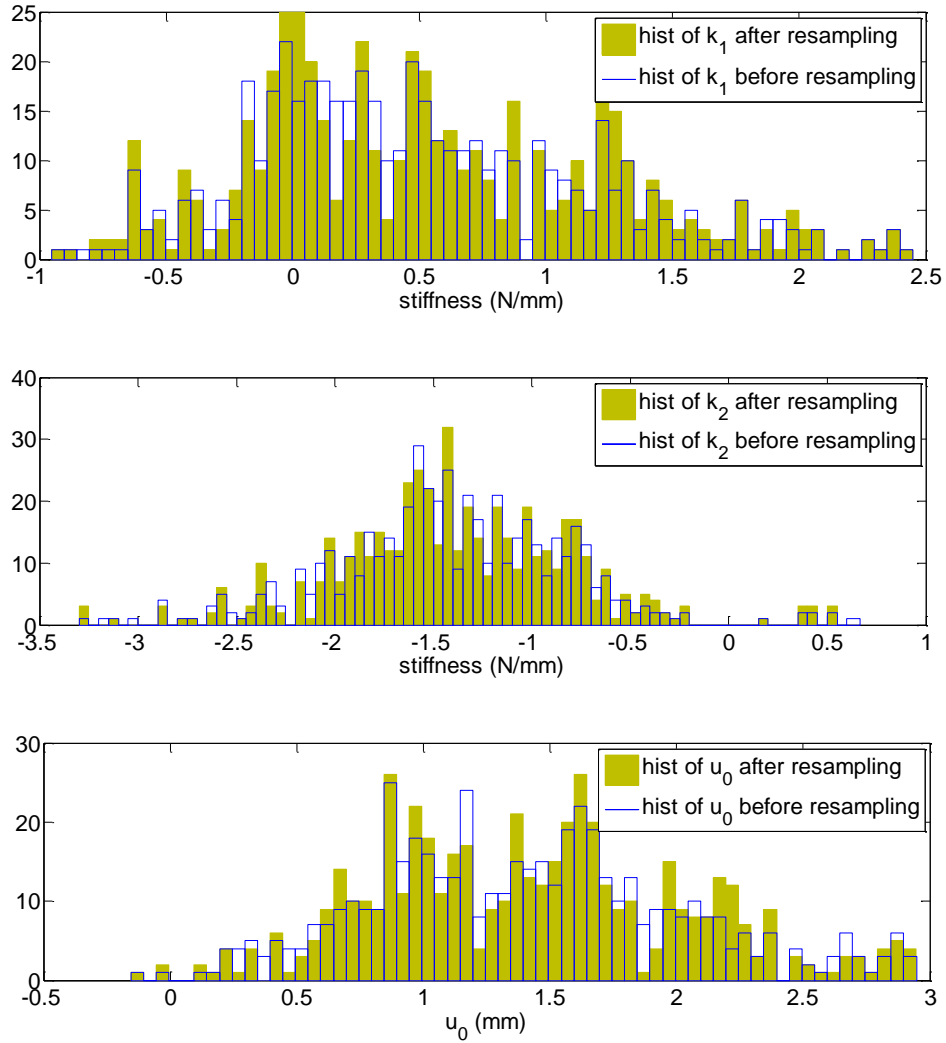 25
20
15
10
5
0
hist of k1 after resampling
hist of k1 before resampling
-1 -0.5 0 0.5 1 1.5 2 2.5
stiffness (N/mm)
40
30
20
10
0
hist of k2 after resampling
hist of k2 before resampling
-3.5 -3 -2.5 -2 -1.5 -1 -0.5 0 0.5 1
stiffness (N/mm)
30
20
10
0
hist of u0 after resampling
hist of u0 before resampling
-0.5 0 0.5 1 1.5 2 2.5 3
u0 (mm)